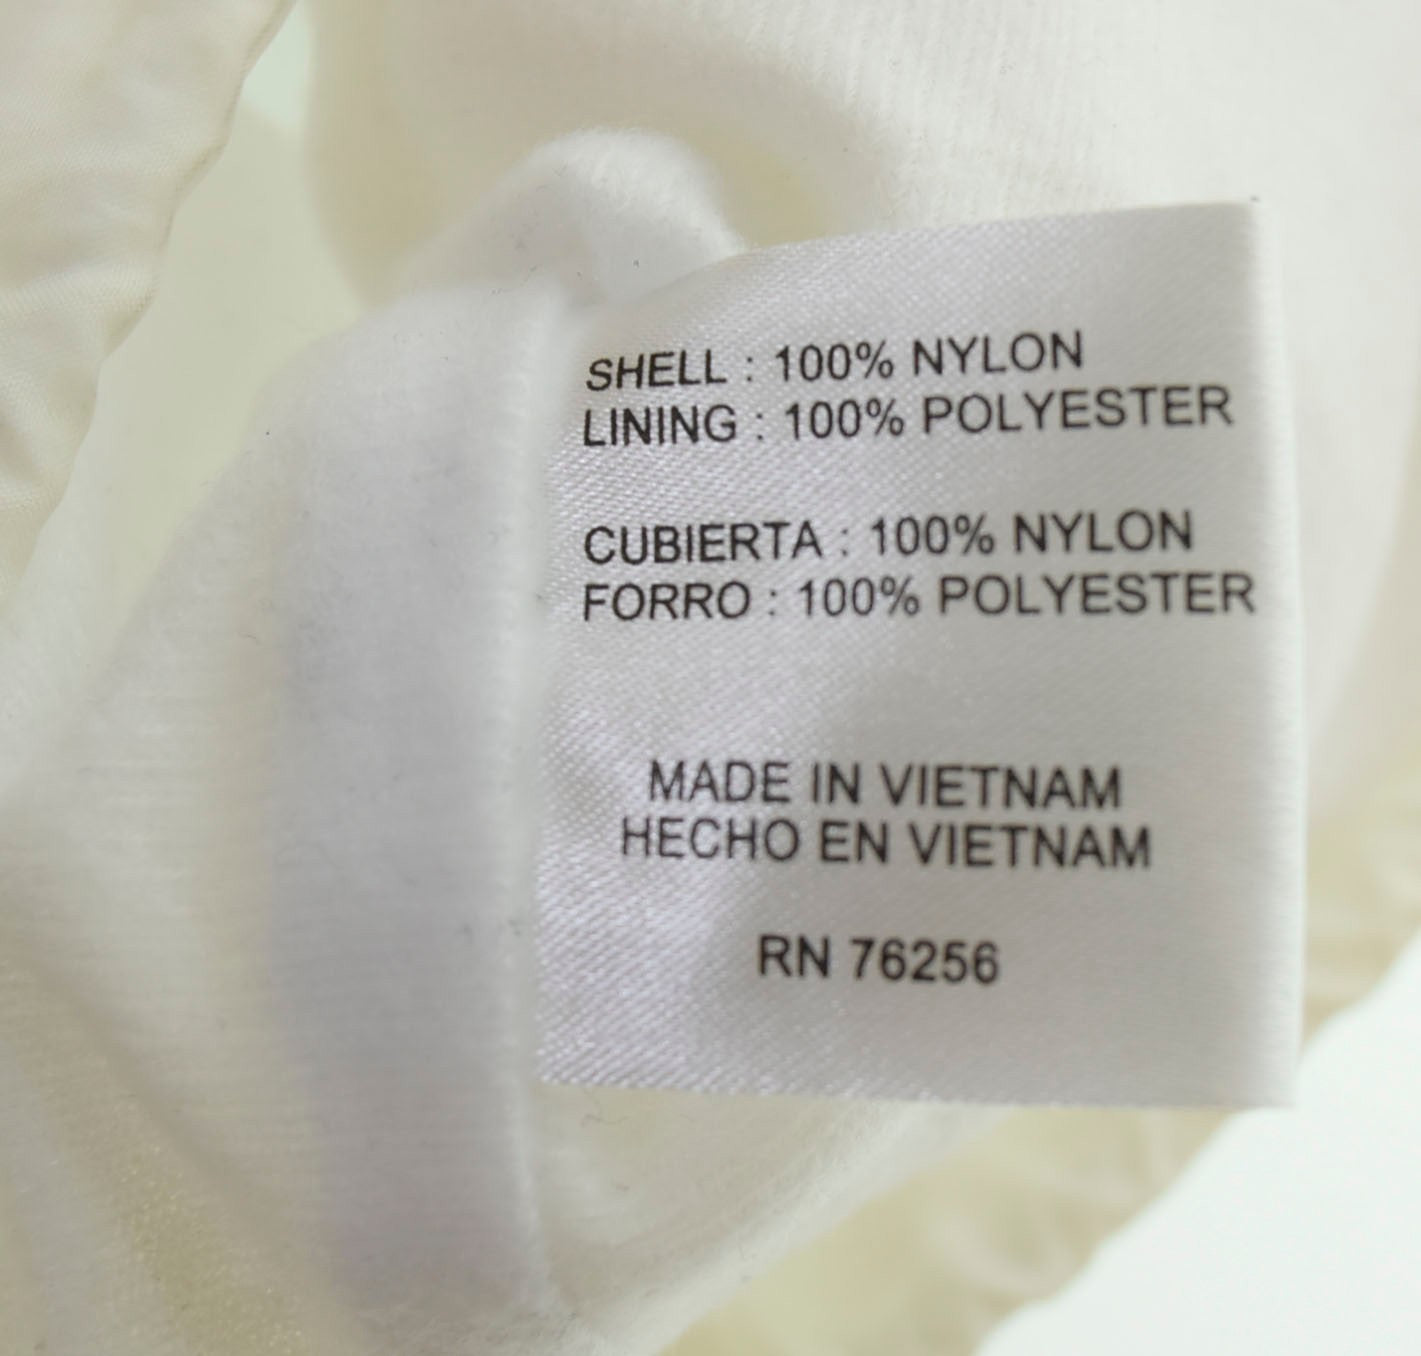 SHELL : 100% NYLON
LINING : 100% POLYESTER
CUBIERTA : 100% NYLON
FORRO : 100% POLYESTER
MADE IN VIETNAM
HECHO EN VIETNAM
RN 76256